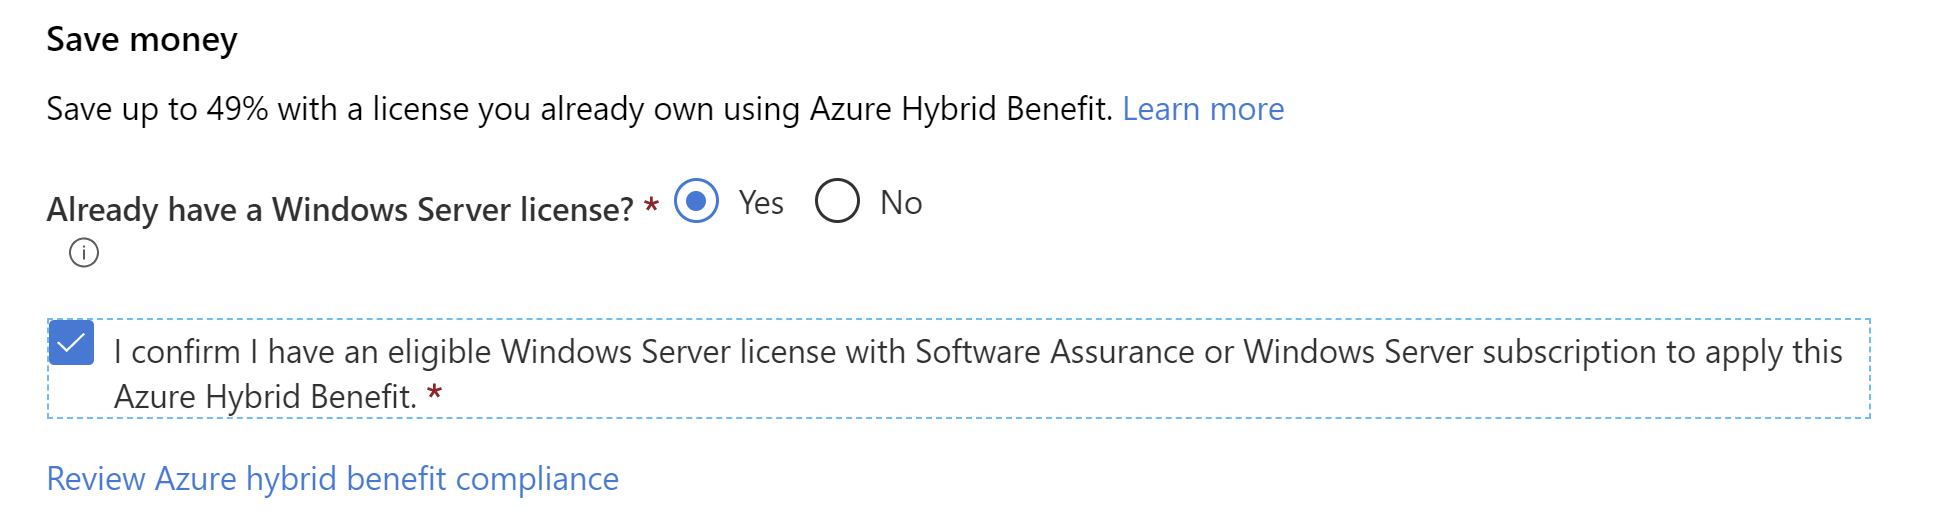 Save money
Save up to 49% with a license you already own using Azure Hybrid Benefit. Learn more
Already have a Windows Server license? * Yes No
I confirm I have an eligible Windows Server license with Software Assurance or Windows Server subscription to apply this
Azure Hybrid Benefit. *
Review Azure hybrid benefit compliance